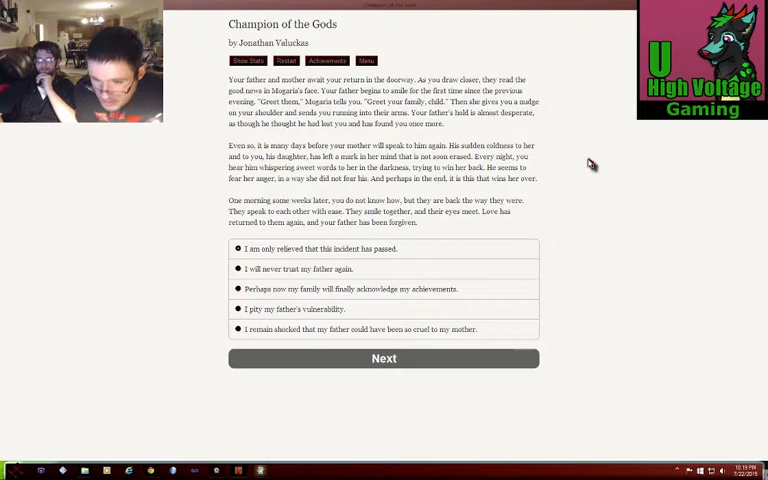 Champion of the Gods
Champion of the Gods
by Jonathan Valuckas
Show Stats Restart Achievements Menu
Your father and mother await your return in the doorway. As you draw closer, they read the
good news in Mogaria's face. Your father begins to smile for the first time since the previous
evening. "Greet them," Mogaria tells you. "Greet your family, child." Then she gives you a nudge
on your shoulder and sends you running into their arms. Your father's hold is almost desperate,
as though he thought he had lost you and has found you once more.
Even so, it is many days before your mother will speak to him again. His sudden coldness to her
and to you, his daughter, has left a mark in her mind that is not soon erased. Every night, you
hear him whispering sweet words to her in the darkness, trying to win her back. He seems to
fear her anger, in a way she did not fear his. And perhaps in the end, it is this that wins her over.
One morning some weeks later, you do not know how, but they are back the way they were.
They speak to each other with ease. They smile together, and their eyes meet. Love has
returned to them again, and your father has been forgiven.
I am only relieved that this incident has passed.
I will never trust my father again.
Perhaps now my family will finally acknowledge my achievements.
I pity my father's vulnerability.
I remain shocked that my father could have been so cruel to my mother.
Next
U
High Voltage
Gaming
10:19 PM
7/22/2015